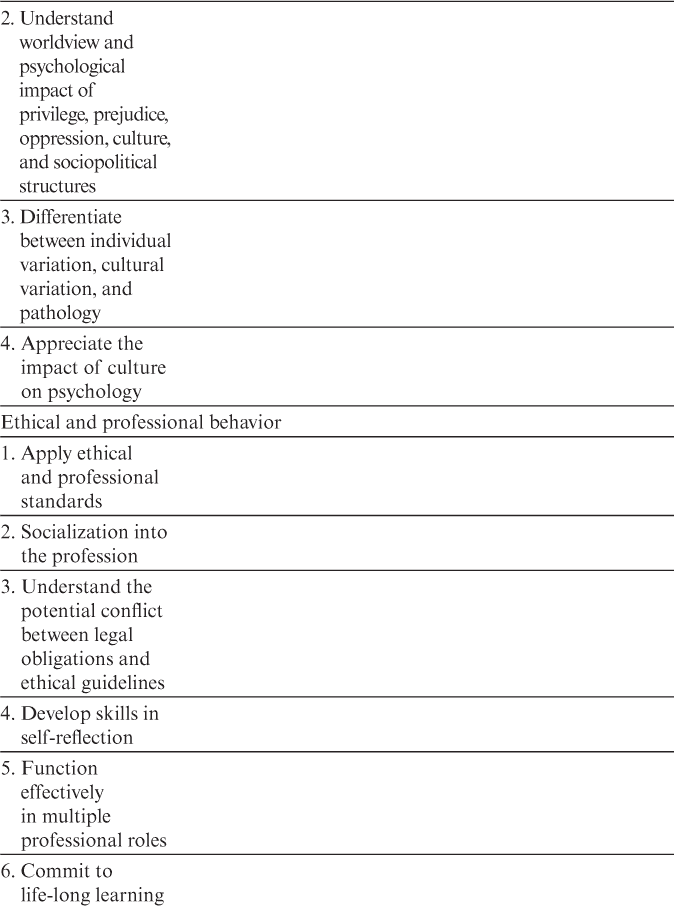 2. Understand
worldview and
psychological
impact of
privilege, prejudice,
oppression, culture,
and sociopolitical
structures
3. Differentiate
between individual
variation, cultural
variation, and
pathology
4. Appreciate the
impact of culture
on psychology
Ethical and professional behavior
1. Apply ethical
and professional
standards
2. Socialization into
the profession
3. Understand the
potential conflict
between legal
obligations and
ethical guidelines
4. Develop skills in
self-reflection
5. Function
effectively
in multiple
professional roles
6. Commit to
life-long learning